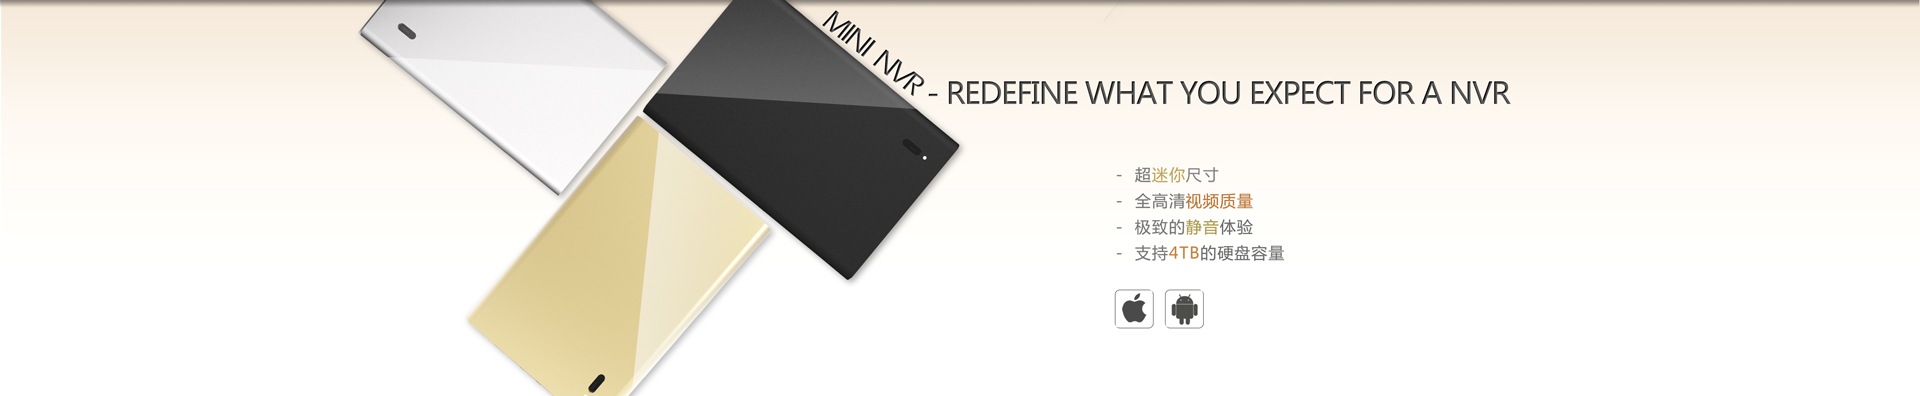 MINI NVR - REDEFINE WHAT YOU EXPECT FOR A NVR
- 超迷你尺寸
- 全高清视频质量
- 极致的静音体验
- 支持4TB的硬盘容量